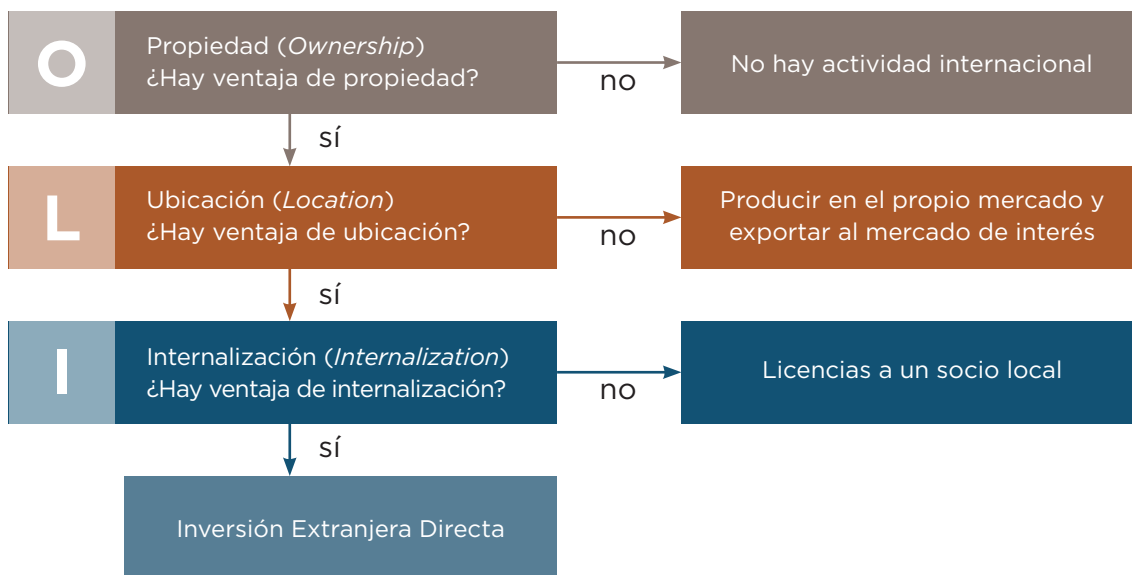 O
Propiedad (Ownership)
¿Hay ventaja de propiedad?
no
No hay actividad internacional
sí
L
Ubicación (Location)
¿Hay ventaja de ubicación?
no
Producir en el propio mercado y
exportar al mercado de interés
sí
I
Internalización (Internalization)
¿Hay ventaja de internalización?
no
Licencias a un socio local
sí
Inversión Extranjera Directa